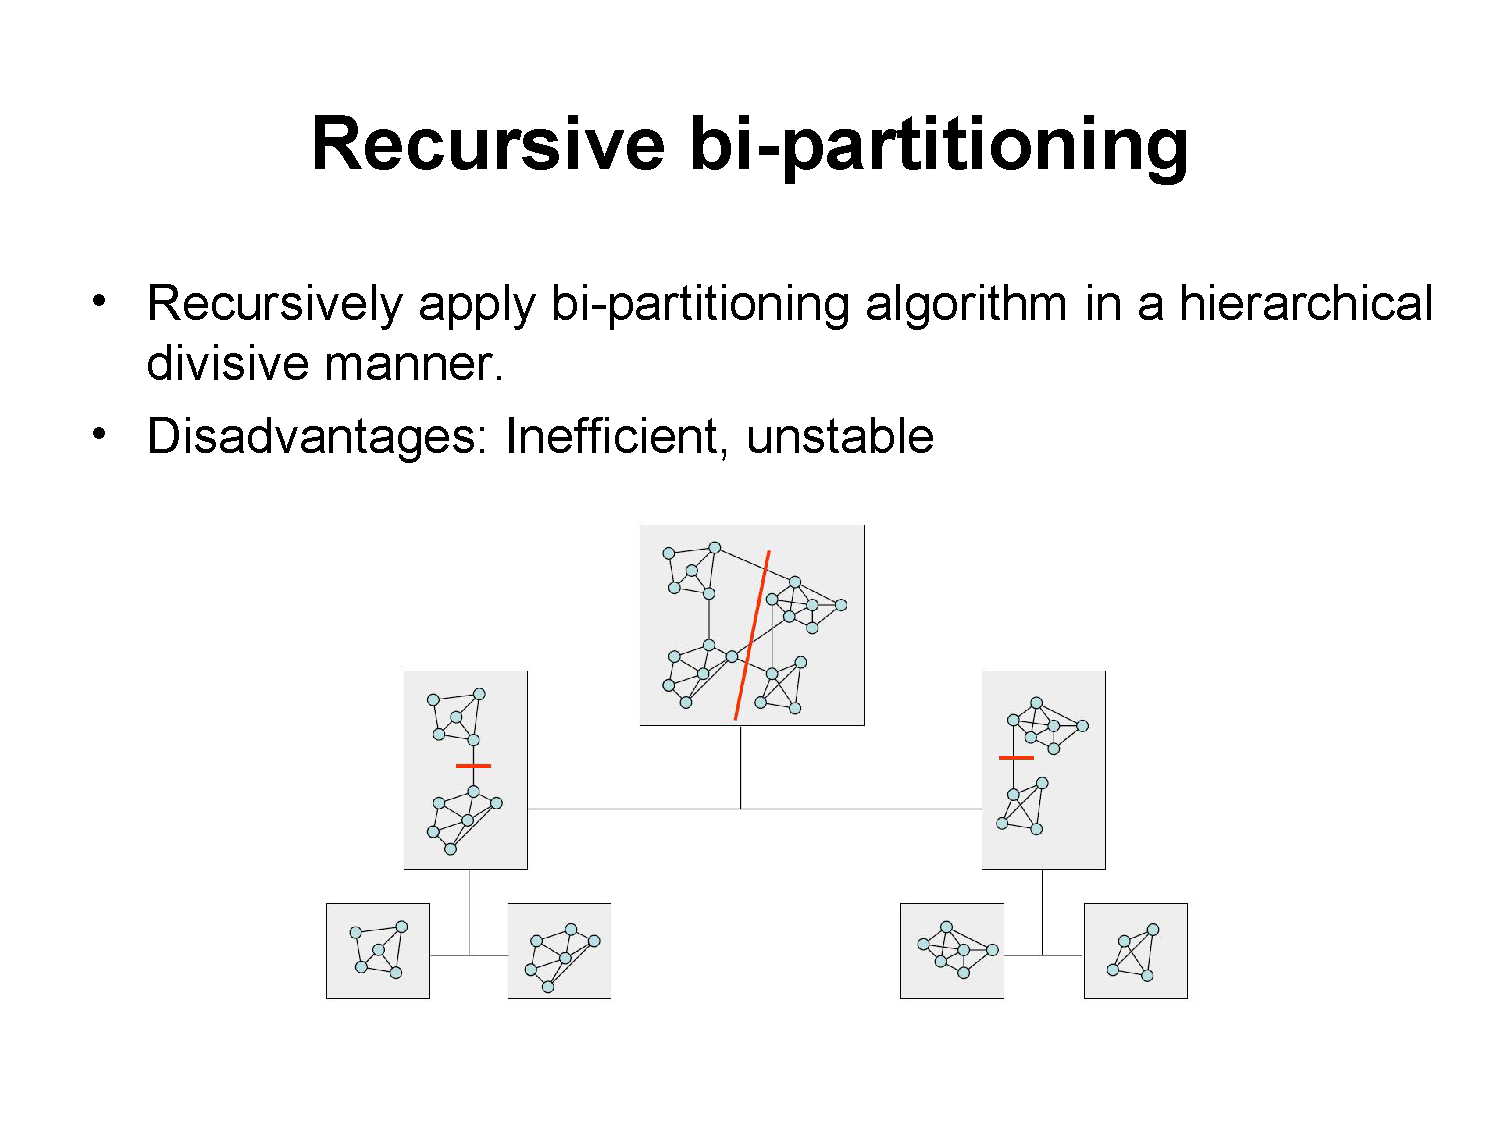 Recursive bi-partitioning
• Recursively apply bi-partitioning algorithm in a hierarchical
divisive manner.
• Disadvantages: Inefficient, unstable